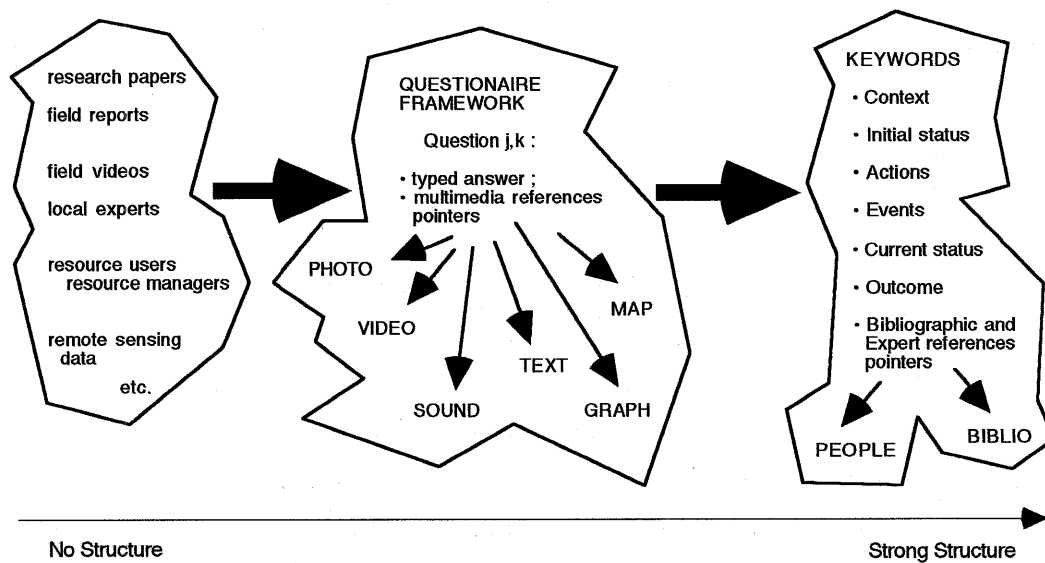 research papers
field reports
field videos
local experts
resource users
resource managers
remote sensing
data
etc.
QUESTIONAIRE
FRAMEWORK
Question j,k :
• typed answer ;
• multimedia references
pointers
PHOTO
VIDEO
SOUND
TEXT
GRAPH
MAP
KEYWORDS
• Context
• Initial status
• Actions
• Events
• Current status
• Outcome
• Bibliographic and
Expert references
pointers
PEOPLE
BIBLIO
No Structure
Strong Structure